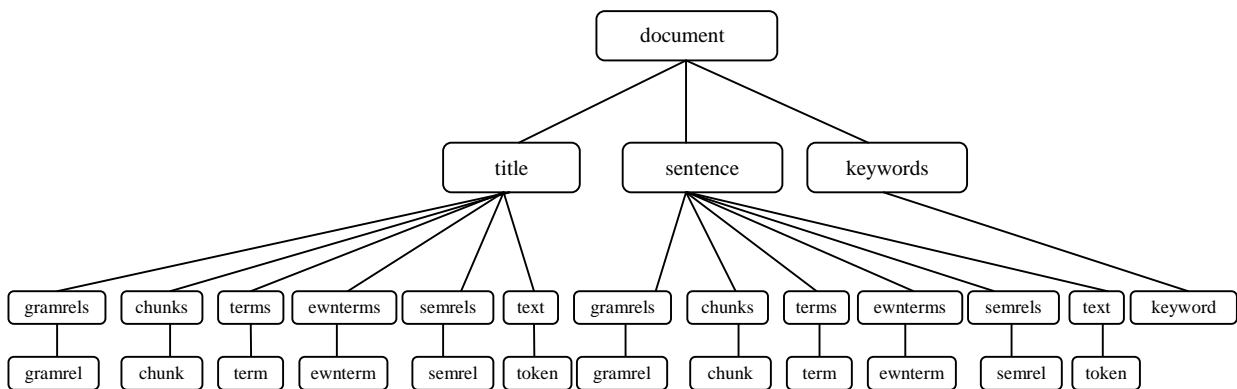 document
title sentence keywords
gramrels chunks terms ewnterms semrels text gramrels chunks terms ewnterms semrels text keyword
gramrel chunk term ewnterm semrel token gramrel chunk term ewnterm semrel token